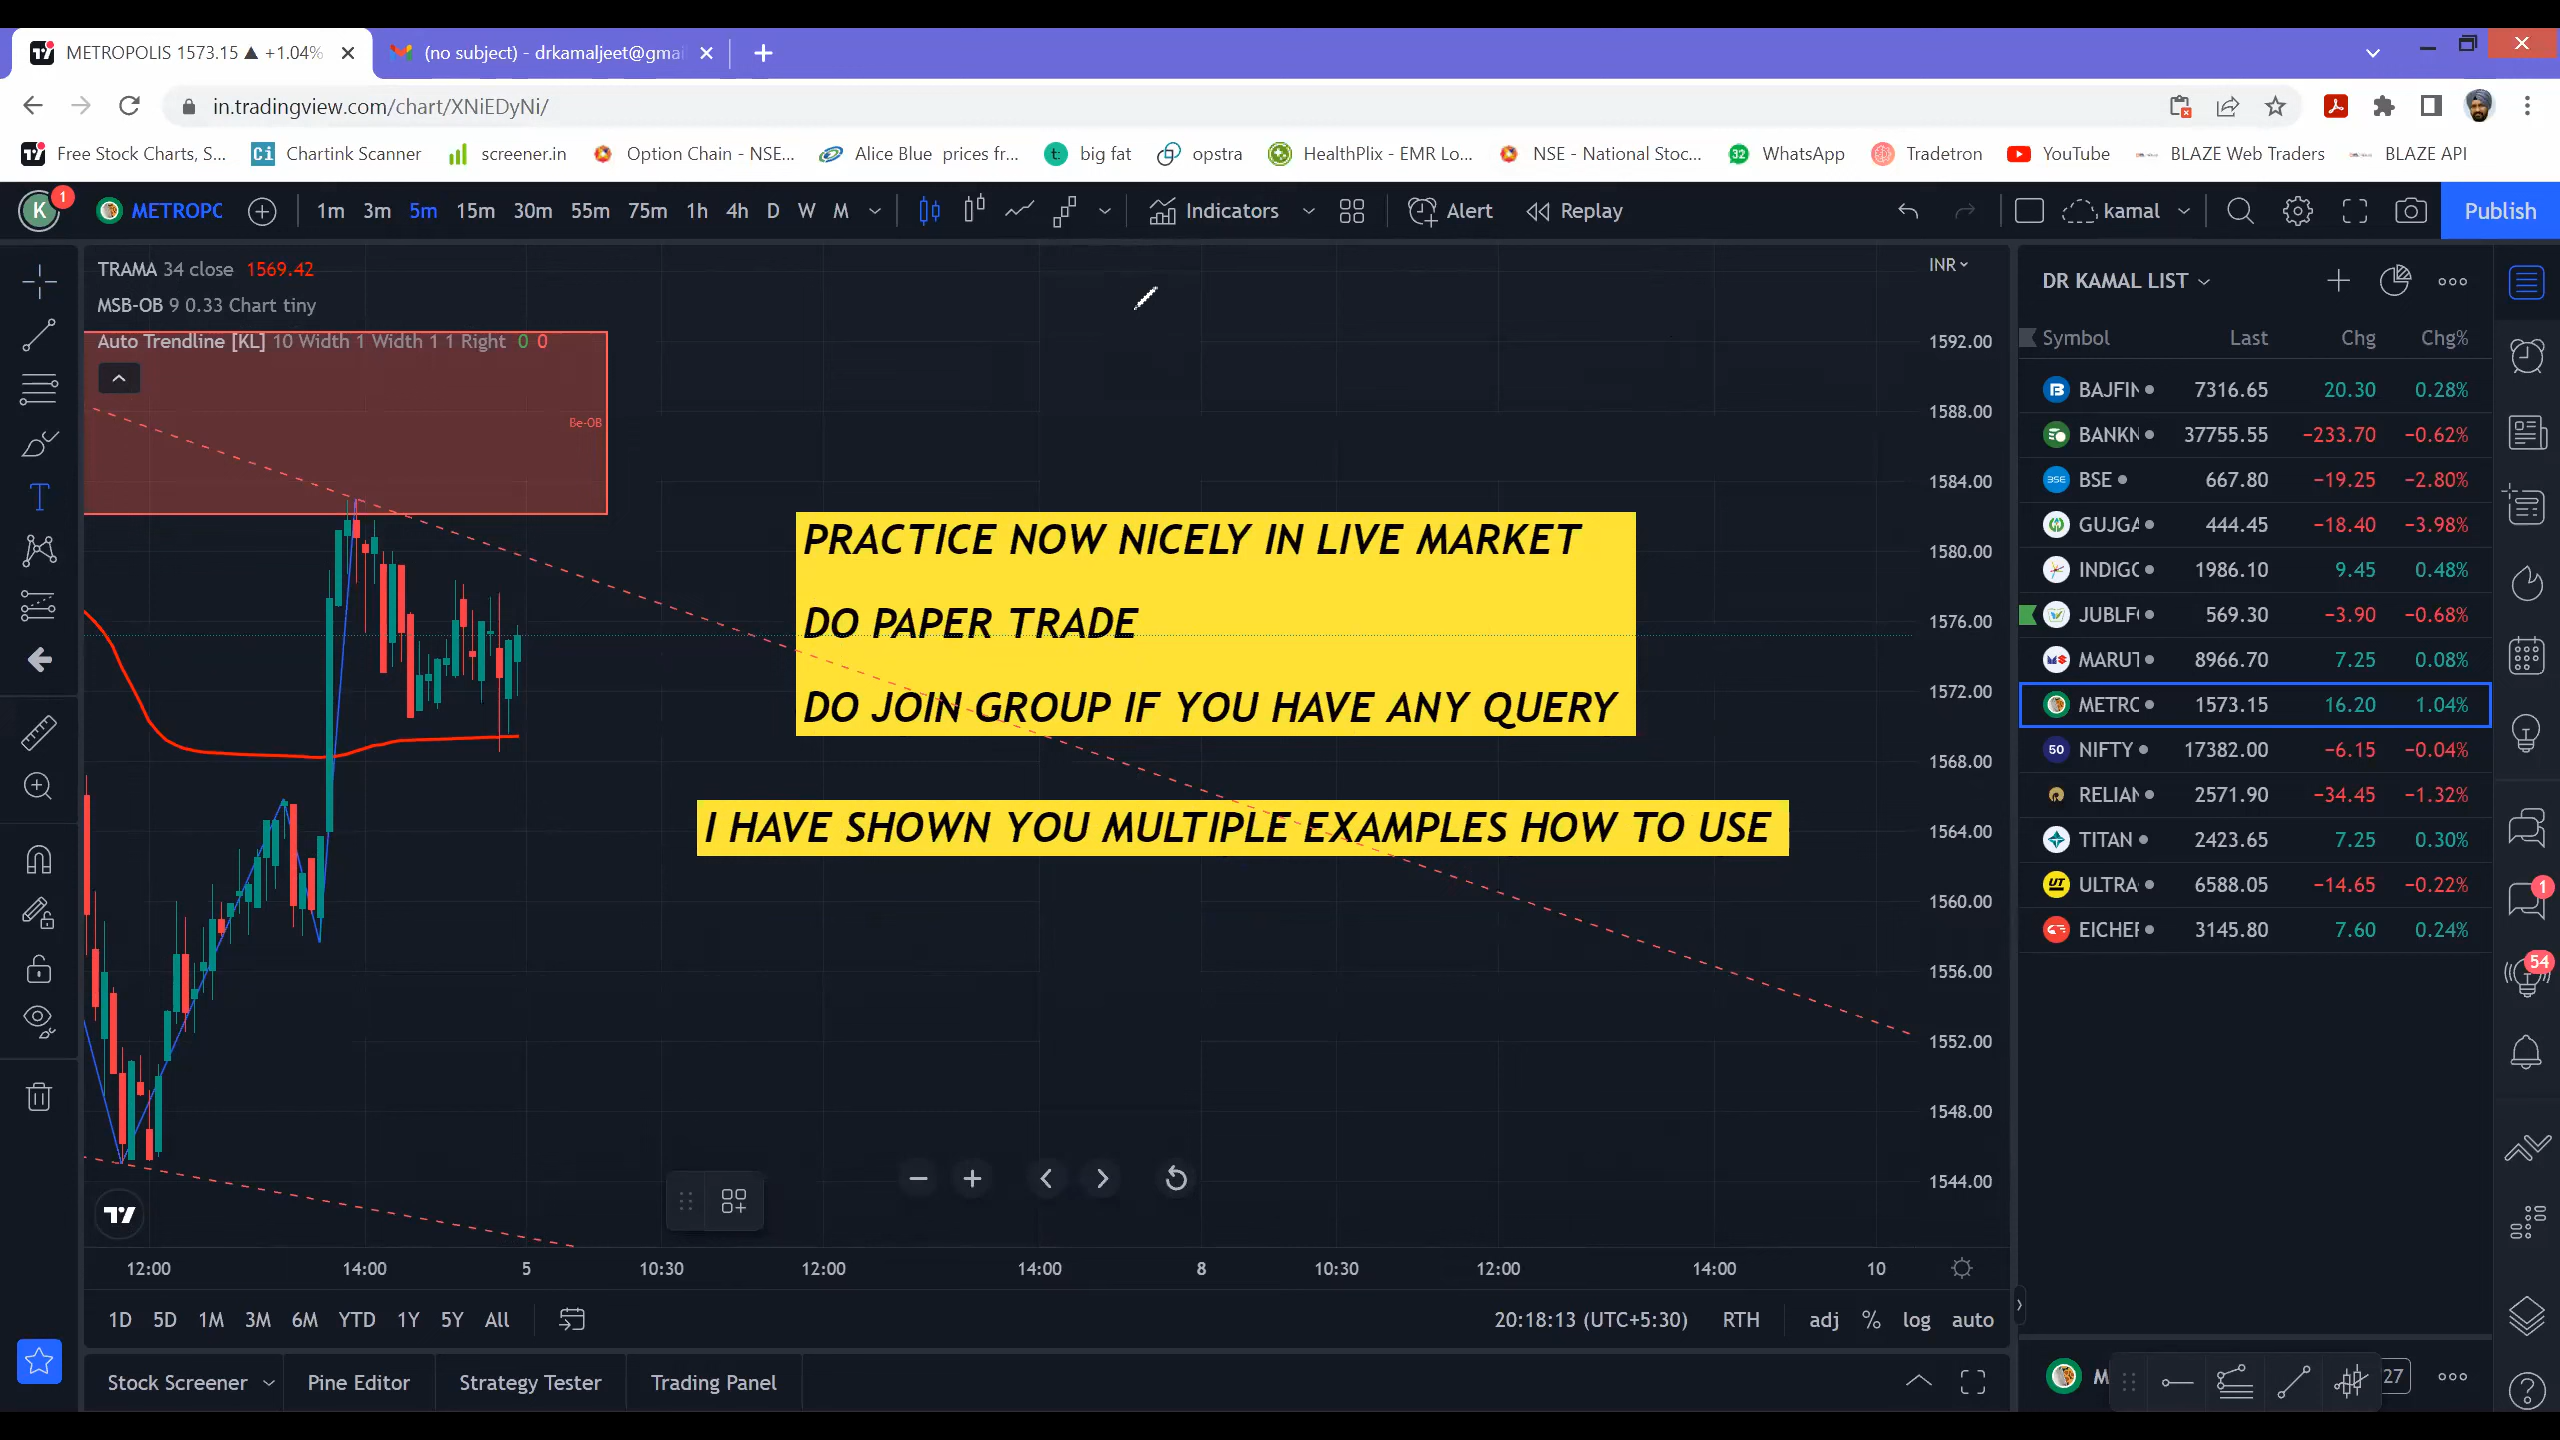 METROPOLIS 1573.15 ▲ +1.04%
(no subject) - drkamaljeet@gmai
in.tradingview.com/chart/XNiEDyNi/
Free Stock Charts, S... Chartink Scanner screener.in Option Chain - NSE... Alice Blue prices fr... big fat opstra HealthPlix - EMR Lo... NSE - National Stoc... 32 WhatsApp Tradetron YouTube BLAZE Web Traders BLAZE API
K 1 METROPC 1m 3m 5m 15m 30m 55m 75m 1h 4h D W M Indicators Alert Replay kamal Publish
TRAMA 34 close 1569.42
MSB-OB 9 0.33 Chart tiny
Auto Trendline [KL] 10 Width 1 Width 1 1 Right 0 0
Be-OB
PRACTICE NOW NICELY IN LIVE MARKET
DO PAPER TRADE
DO JOIN GROUP IF YOU HAVE ANY QUERY
I HAVE SHOWN YOU MULTIPLE EXAMPLES HOW TO USE
INR
1592.00
1588.00
1584.00
1580.00
1576.00
1572.00
1568.00
1564.00
1560.00
1556.00
1552.00
1548.00
1544.00
12:00 14:00 5 10:30 12:00 14:00 8 10:30 12:00 14:00 10
1D 5D 1M 3M 6M YTD 1Y 5Y All 20:18:13 (UTC+5:30) RTH adj % log auto
Stock Screener Pine Editor Strategy Tester Trading Panel
DR KAMAL LIST
Symbol Last Chg Chg%
BAJFIN 7316.65 20.30 0.28%
BANKN 37755.55 −233.70 −0.62%
BSE 667.80 −19.25 −2.80%
GUJGA 444.45 −18.40 −3.98%
INDIGO 1986.10 9.45 0.48%
JUBLFO 569.30 −3.90 −0.68%
MARUT 8966.70 7.25 0.08%
METRO 1573.15 16.20 1.04%
50 NIFTY 17382.00 −6.15 −0.04%
RELIAN 2571.90 −34.45 −1.32%
TITAN 2423.65 7.25 0.30%
UT ULTRA 6588.05 −14.65 −0.22%
EICHER 3145.80 7.60 0.24%
1
54
M 27